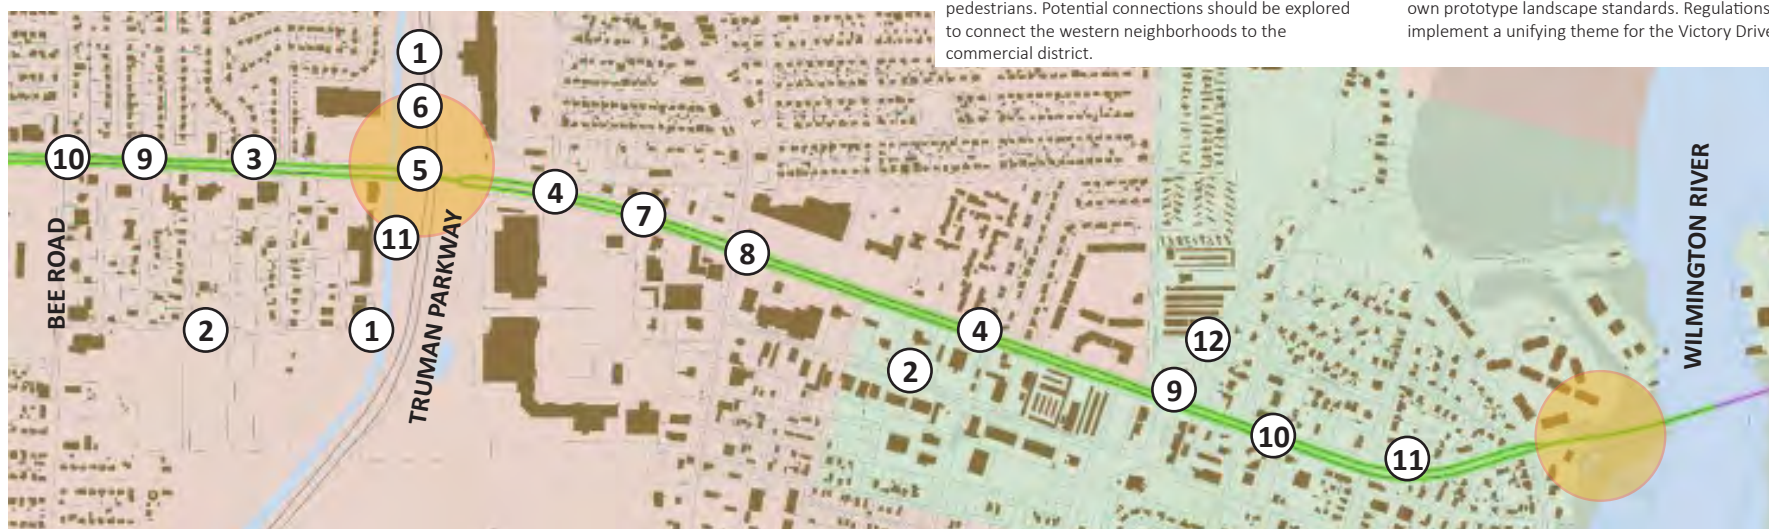 pedestrians. Potential connections should be explored
to connect the western neighborhoods to the
commercial district.
own prototype landscape standards. Regulations
implement a unifying theme for the Victory Drive
1
6
10
9
3
5
4
7
11
8
BEE ROAD
TRUMAN PARKWAY
WILMINGTON RIVER
2
1
4
12
2
9
10
11